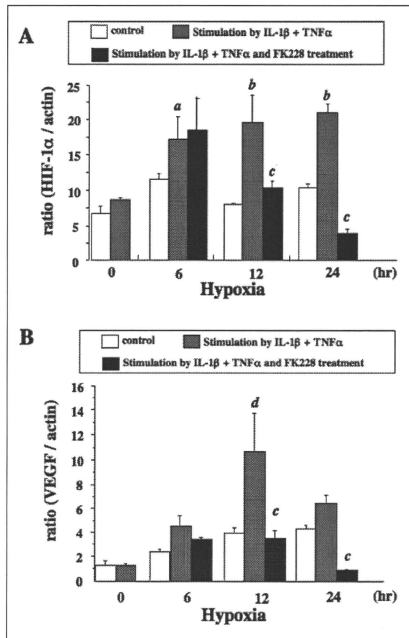 A
control
Stimulation by IL-1β + TNFα
Stimulation by IL-1β + TNFα and FK228 treatment
ratio (HIF-1α / actin)
25
20
15
10
5
0
a
b
b
c
c
0 6 12 24 (hr)
Hypoxia
B
control
Stimulation by IL-1β + TNFα
Stimulation by IL-1β + TNFα and FK228 treatment
ratio (VEGF / actin)
16
14
12
10
8
6
4
2
0
d
c
c
0 6 12 24 (hr)
Hypoxia